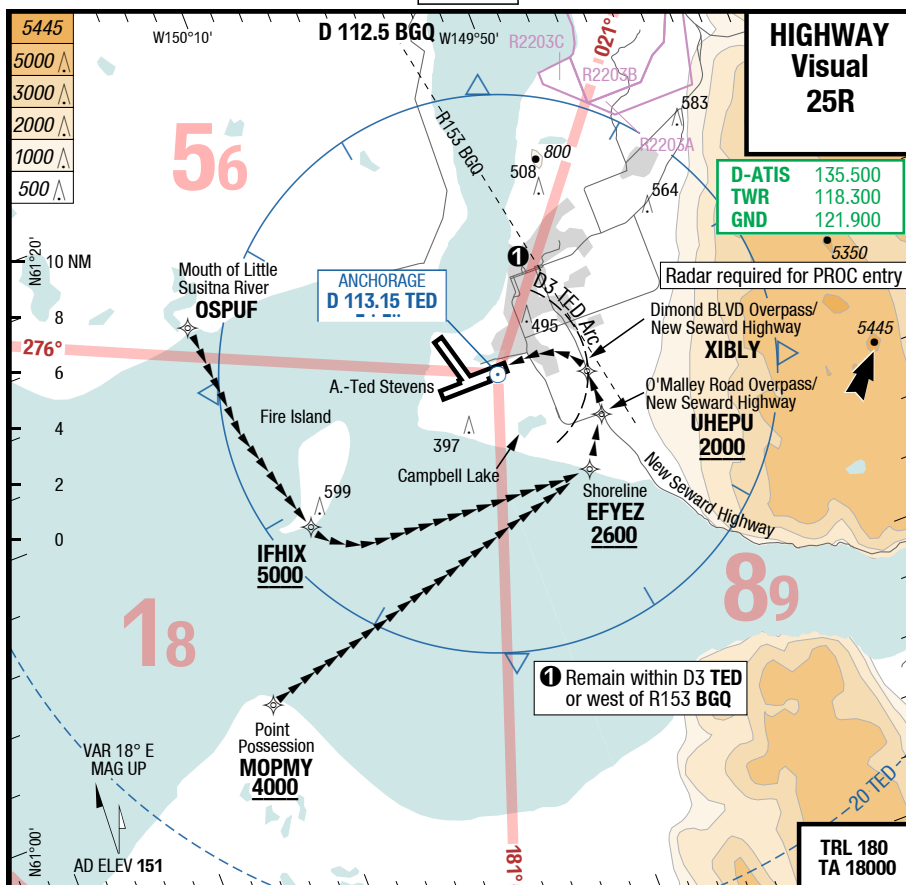 5445
5000
3000
2000
1000
500
W150°10'
D 112.5 BGQ
W149°50'
R2203C
021°
R2203B
R2203A
HIGHWAY
Visual
25R
D-ATIS 135.500
TWR 118.300
GND 121.900
56
R153 BGQ
800
508
583
564
5350
Radar required for PROC entry
N61°20'
10 NM
8
6
4
2
0
Mouth of Little
Susitna River
OSPUF
ANCHORAGE
D 113.15 TED
1
D3 TED Arc
495
Dimond BLVD Overpass/
New Seward Highway
XIBLY
5445
276°
A.-Ted Stevens
O'Malley Road Overpass/
New Seward Highway
UHEPU
2000
Fire Island
397
Campbell Lake
New Seward Highway
599
Shoreline
EFYEZ
2600
IFHIX
5000
18
89
1 Remain within D3 TED
or west of R153 BGQ
Point
Possession
MOPMY
4000
VAR 18° E
MAG UP
20 TED
N61°00'
AD ELEV 151
181°
TRL 180
TA 18000